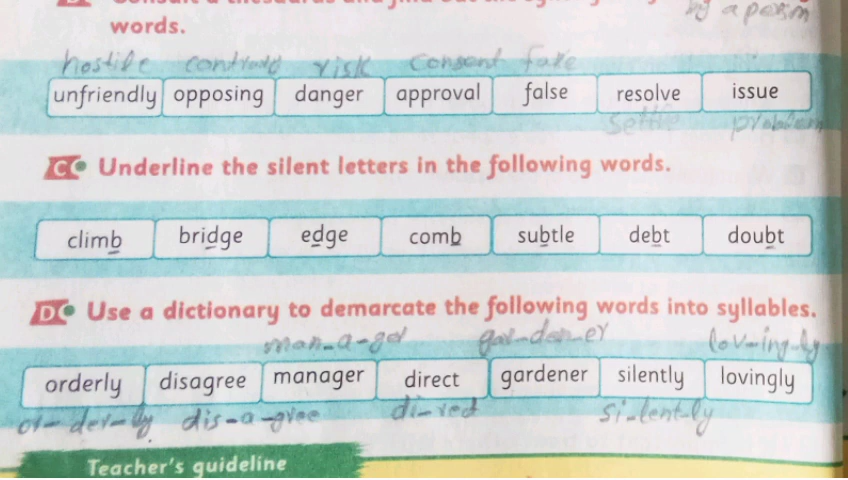 by a person
words.
hostile contradd risk Consent fake
unfriendly opposing danger approval false resolve issue
settle problem
C Underline the silent letters in the following words.
climb bridge edge comb subtle debt doubt
D Use a dictionary to demarcate the following words into syllables.
man-a-ger gar-den-er lov-ing-ly
orderly disagree manager direct gardener silently lovingly
or-der-ly dis-a-gree di-rect si-lent-ly
Teacher's guideline